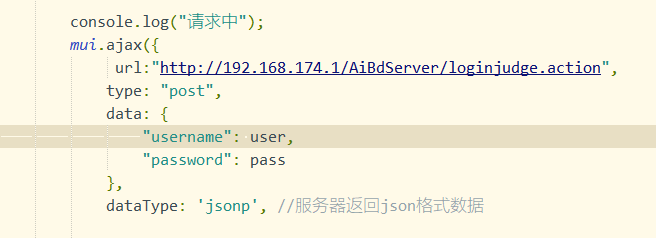 console.log("请求中");
mui.ajax({
url:"http://192.168.174.1/AiBdServer/loginjudge.action",
type: "post",
data: {
"username": user,
"password": pass
},
dataType: 'jsonp', //服务器返回json格式数据